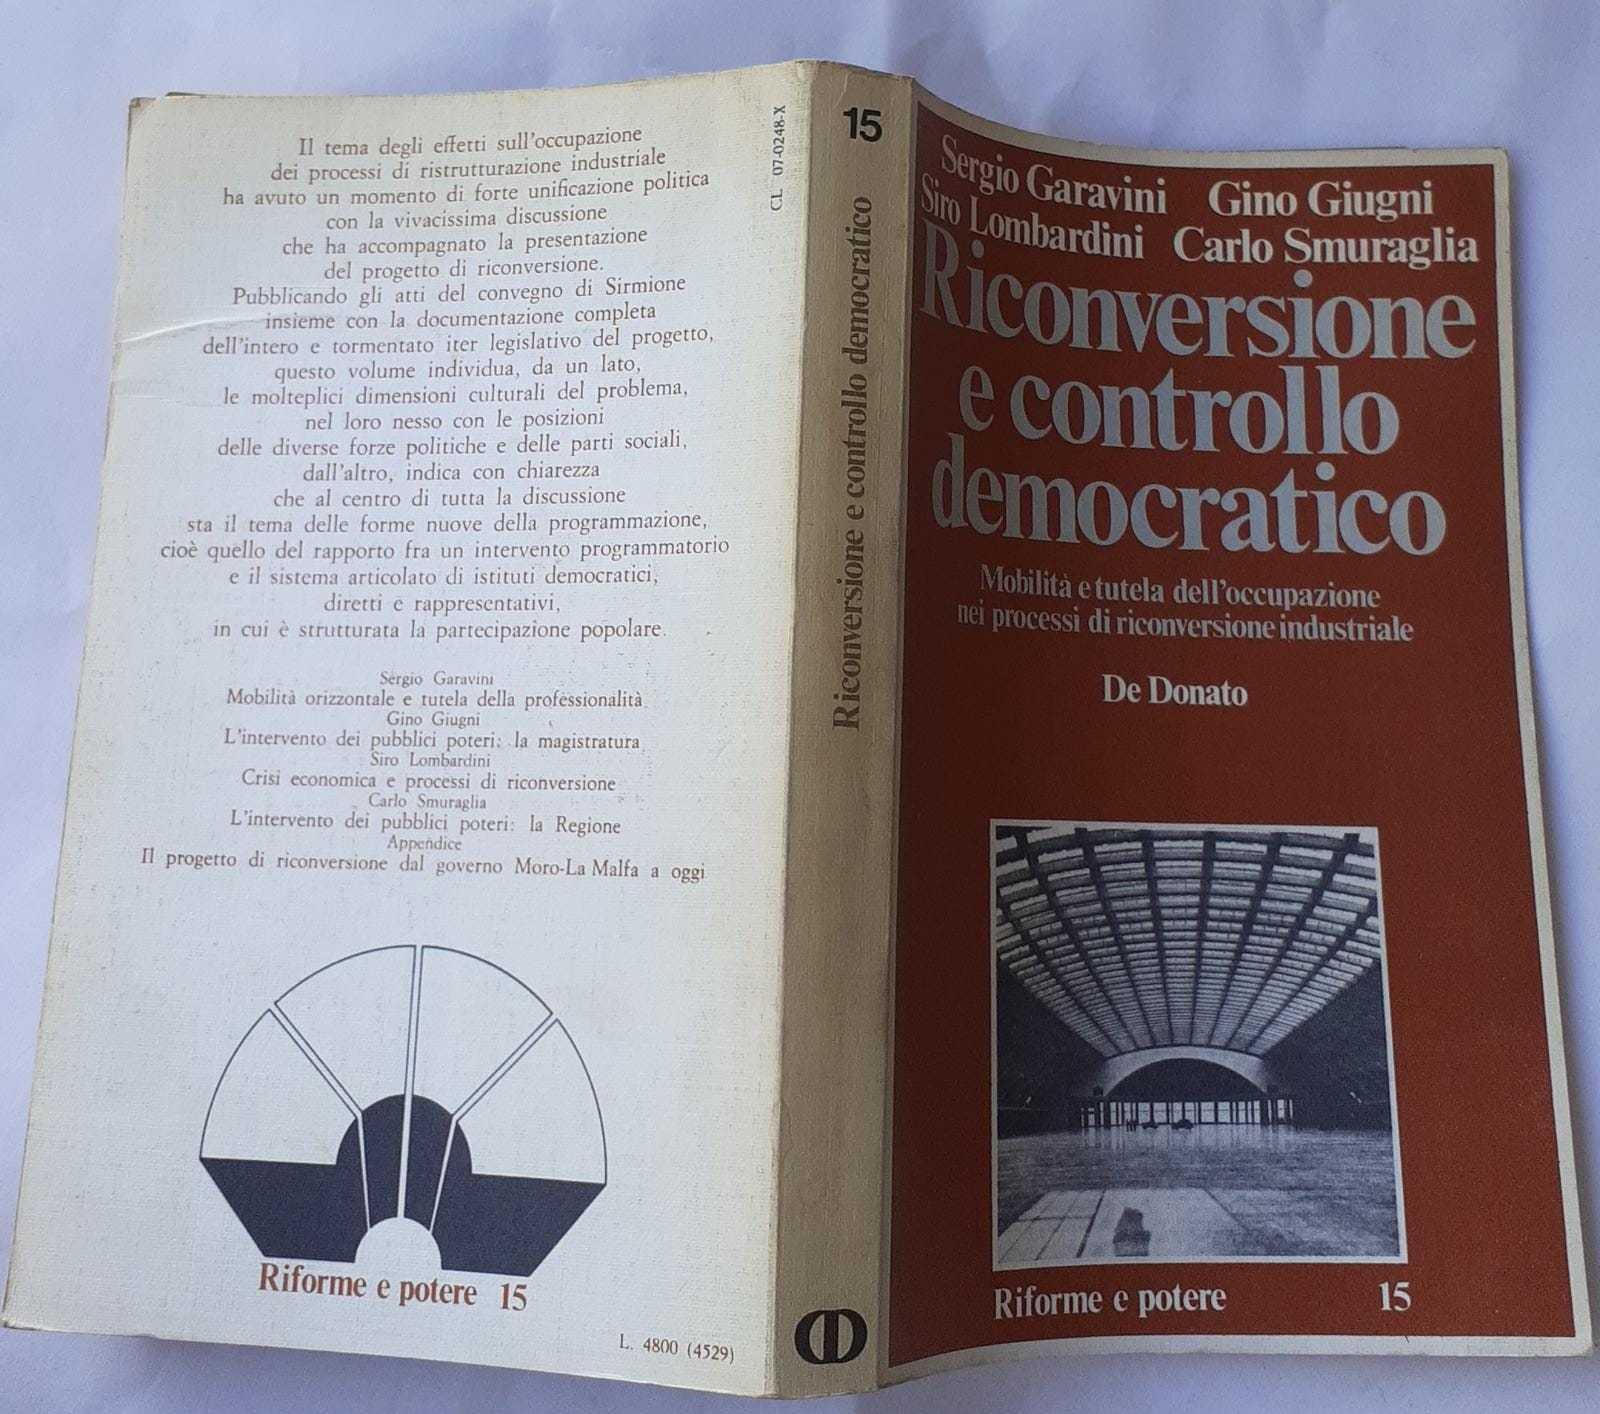 Il tema degli effetti sull'occupazione
dei processi di ristrutturazione industriale
ha avuto un momento di forte unificazione politica
con la vivacissima discussione
che ha accompagnato la presentazione
del progetto di riconversione.
Pubblicando gli atti del convegno di Sirmione
insieme con la documentazione completa
dell'intero e tormentato iter legislativo del progetto,
questo volume individua, da un lato,
le molteplici dimensioni culturali del problema,
nel loro nesso con le posizioni
delle diverse forze politiche e delle parti sociali,
dall'altro, indica con chiarezza
che al centro di tutta la discussione
sta il tema delle forme nuove della programmazione,
cioè quello del rapporto fra un intervento programmatorio
e il sistema articolato di istituti democratici,
diretti e rappresentativi,
in cui è strutturata la partecipazione popolare.
Sergio Garavini
Mobilità orizzontale e tutela della professionalità
Gino Giugni
L'intervento dei pubblici poteri: la magistratura
Siro Lombardini
Crisi economica e processi di riconversione
Carlo Smuraglia
L'intervento dei pubblici poteri: la Regione
Appendice
Il progetto di riconversione dal governo Moro-La Malfa a oggi
Riforme e potere 15
L. 4800 (4529)
CL 07-0248-X
15
Riconversione e controllo democratico
Sergio Garavini Gino Giugni
Siro Lombardini Carlo Smuraglia
Riconversione
e controllo
democratico
Mobilità e tutela dell'occupazione
nei processi di riconversione industriale
De Donato
Riforme e potere 15